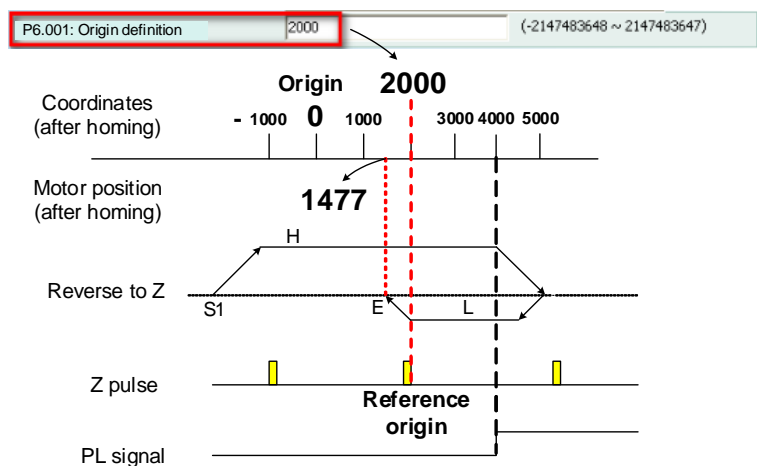 P6.001: Origin definition 2000 (-2147483648 ~ 2147483647)
Origin 2000
Coordinates
(after homing)
- 1000 0 1000 3000 4000 5000
Motor position
(after homing)
1477
H
Reverse to Z
S1 E L
Z pulse
Reference
origin
PL signal